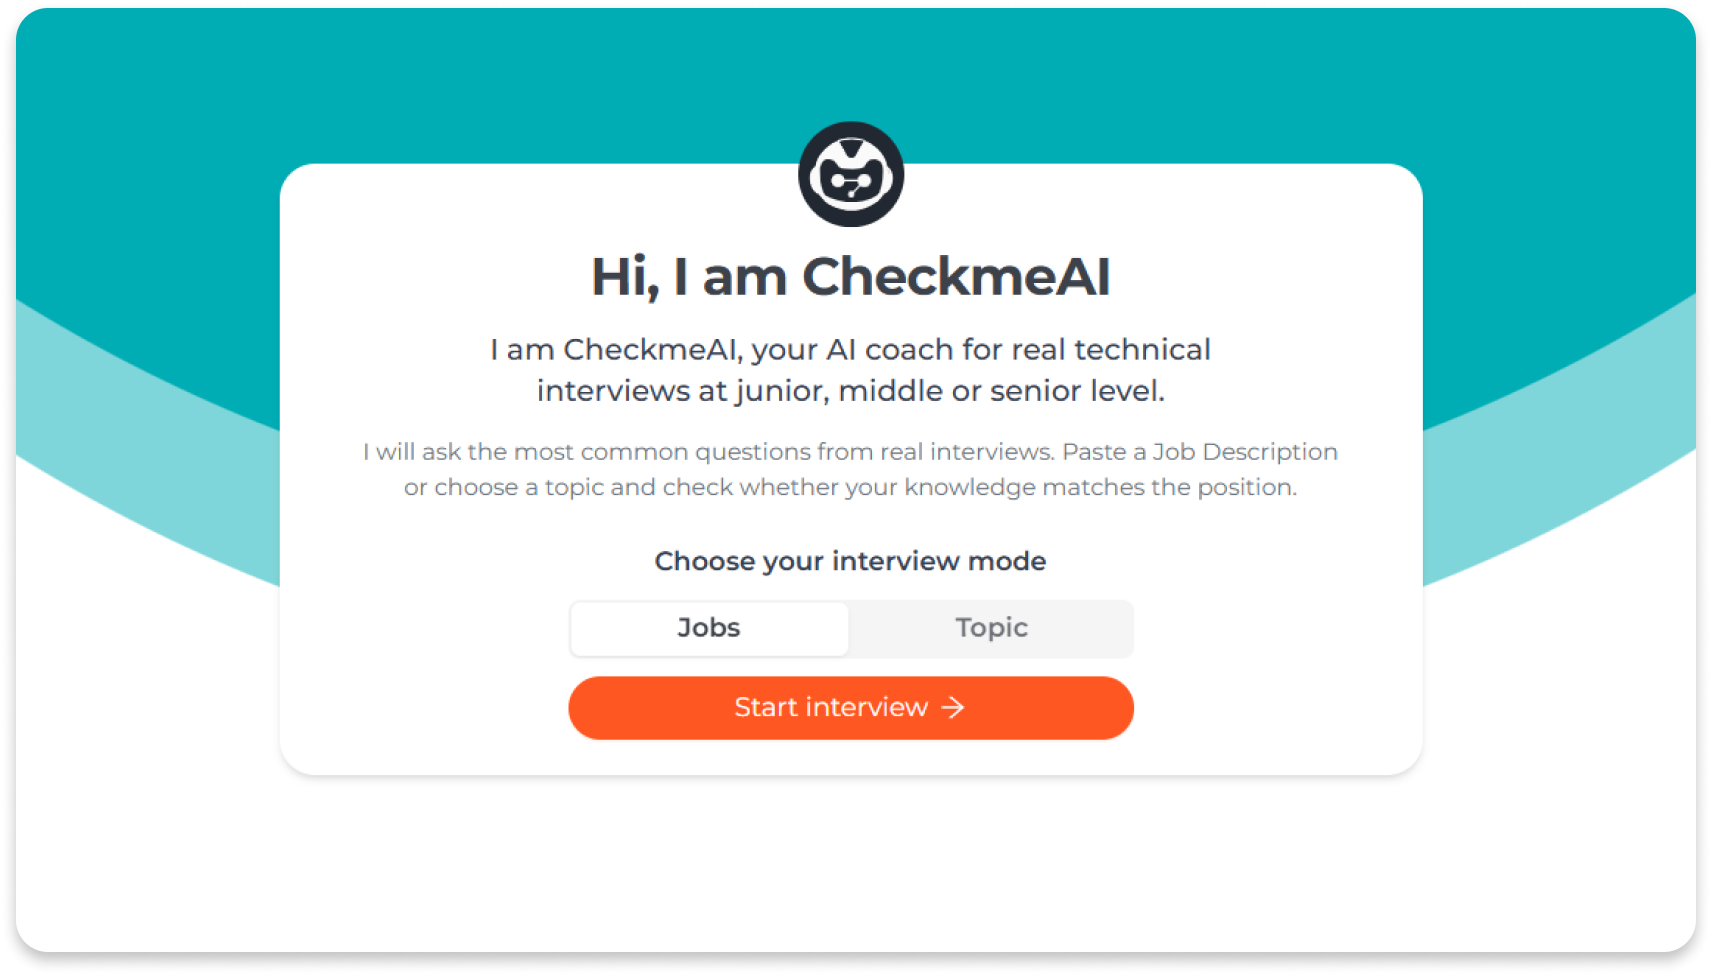 Hi, I am CheckmeAI
I am CheckmeAI, your AI coach for real technical
interviews at junior, middle or senior level.
I will ask the most common questions from real interviews. Paste a Job Description
or choose a topic and check whether your knowledge matches the position.
Choose your interview mode
Jobs
Topic
Start interview →